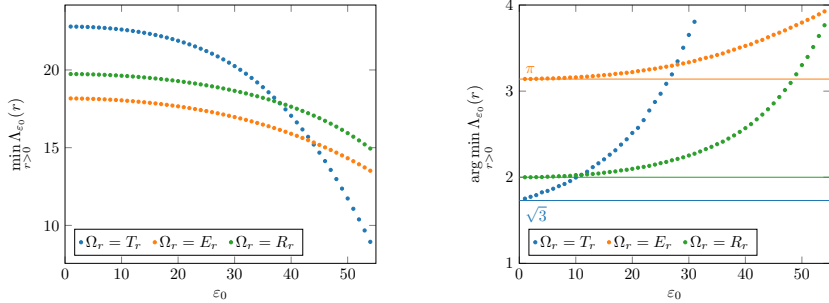 20
15
10
min Λ_{ε₀}(r)
r>0
Ω_r = T_r Ω_r = E_r Ω_r = R_r
0 10 20 30 40 50
ε₀
4
3
2
1
arg min Λ_{ε₀}(r)
r>0
π
√3
Ω_r = T_r Ω_r = E_r Ω_r = R_r
0 10 20 30 40 50
ε₀